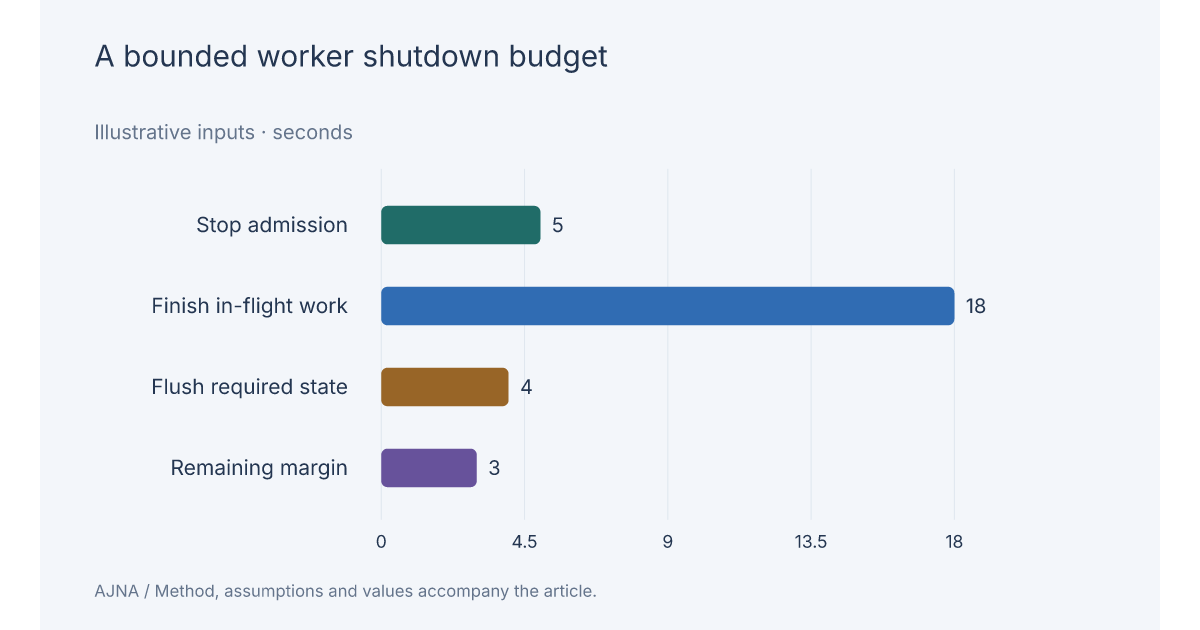 A bounded worker shutdown budget
Illustrative inputs · seconds
Stop admission 5
Finish in-flight work 18
Flush required state 4
Remaining margin 3
0 4.5 9 13.5 18
AJNA / Method, assumptions and values accompany the article.